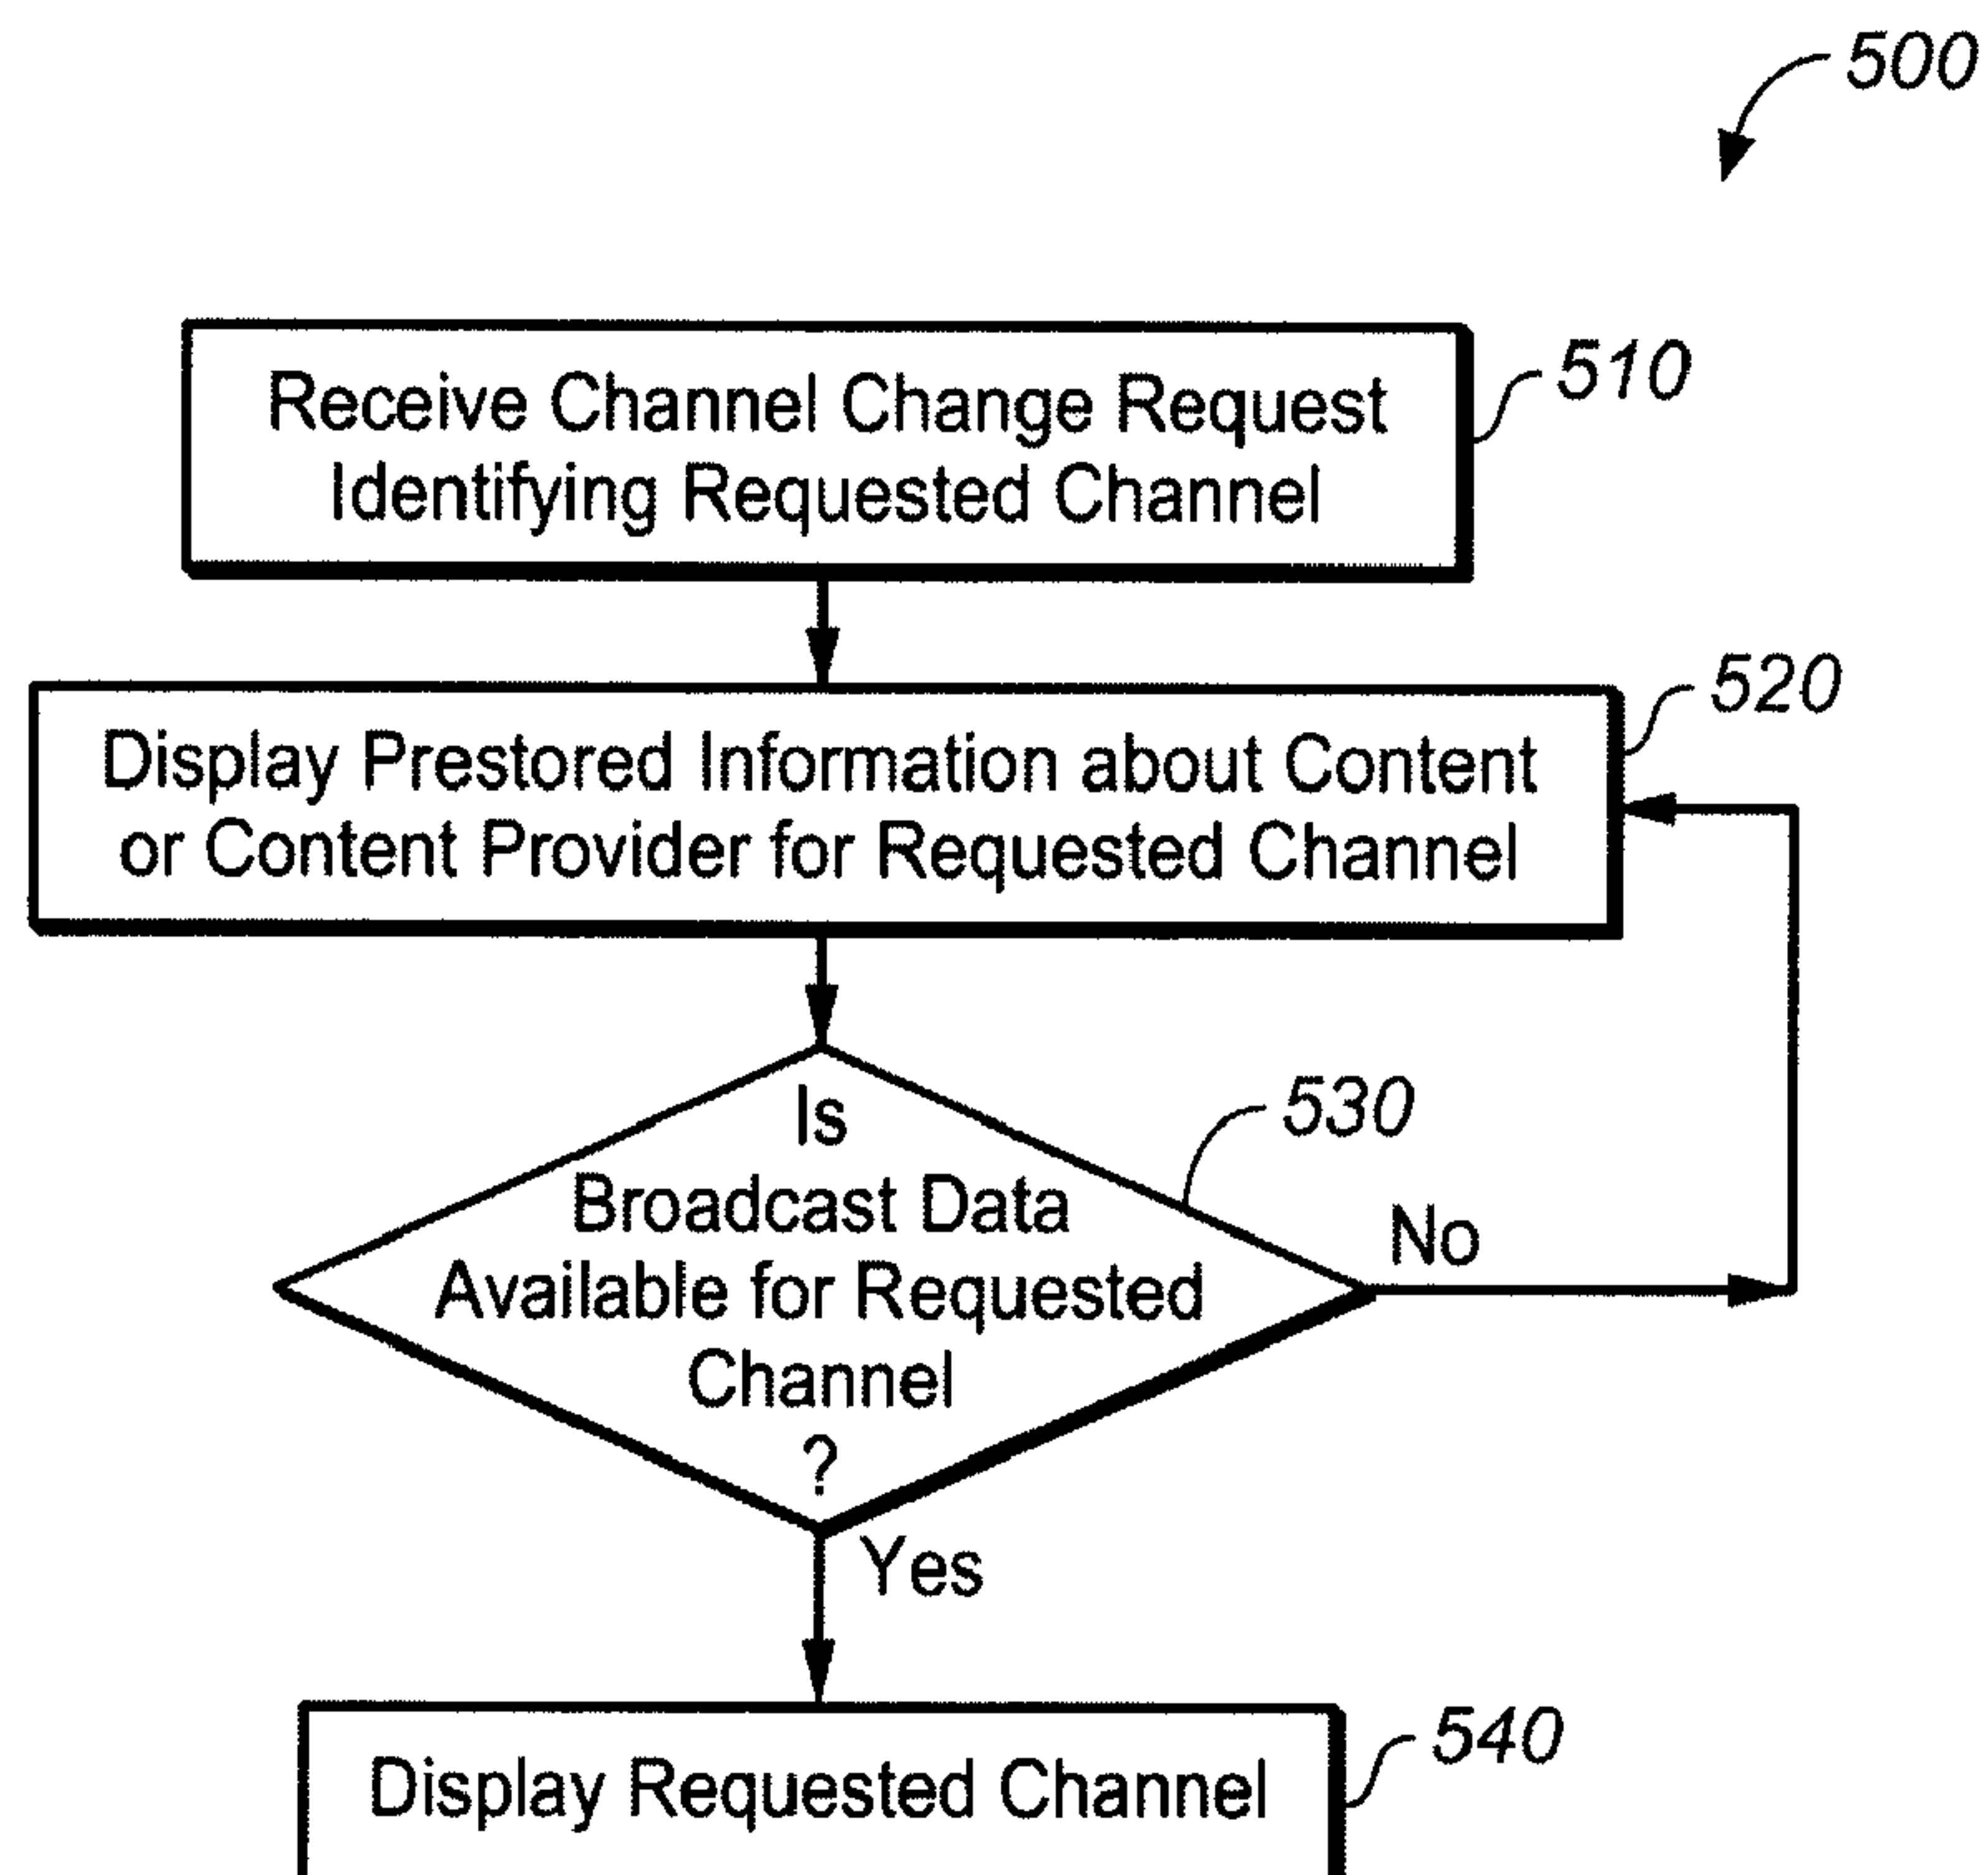 500
Receive Channel Change Request
Identifying Requested Channel
510
Display Prestored Information about Content
or Content Provider for Requested Channel
520
Is
Broadcast Data
Available for Requested
Channel
?
530
No
Yes
Display Requested Channel
540